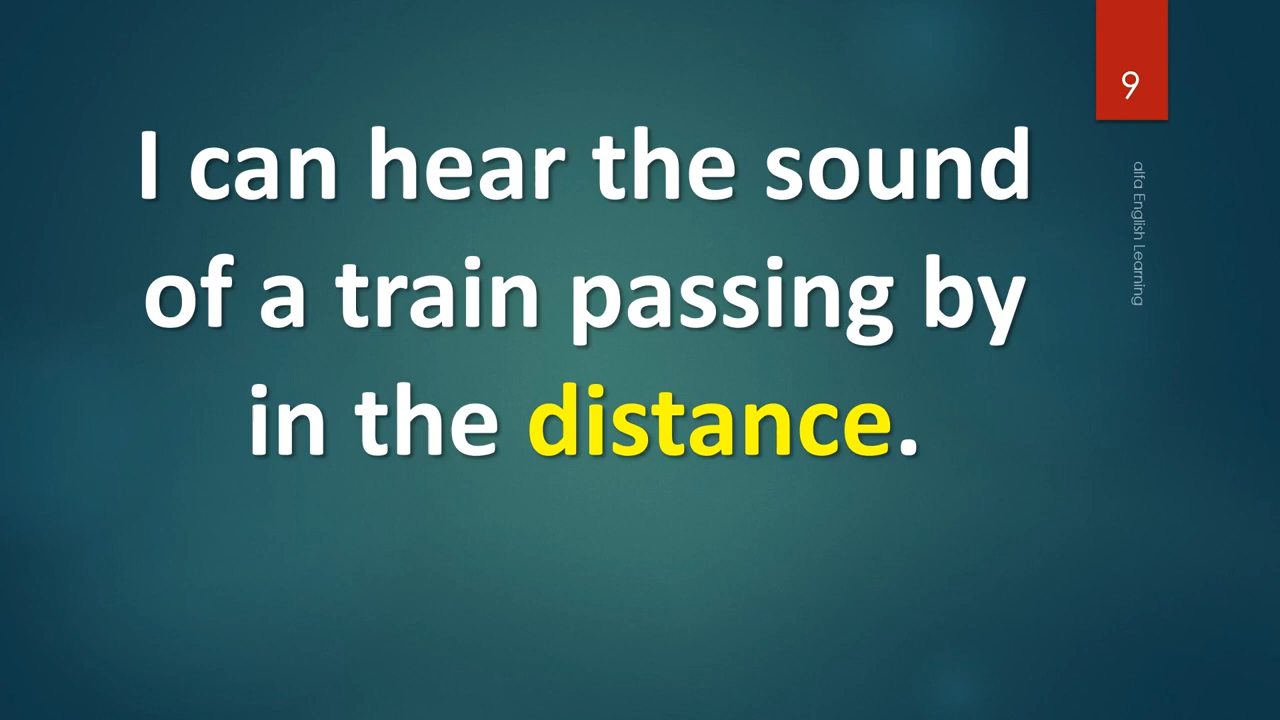 9
I can hear the sound
of a train passing by
in the distance.
alfa English Learning